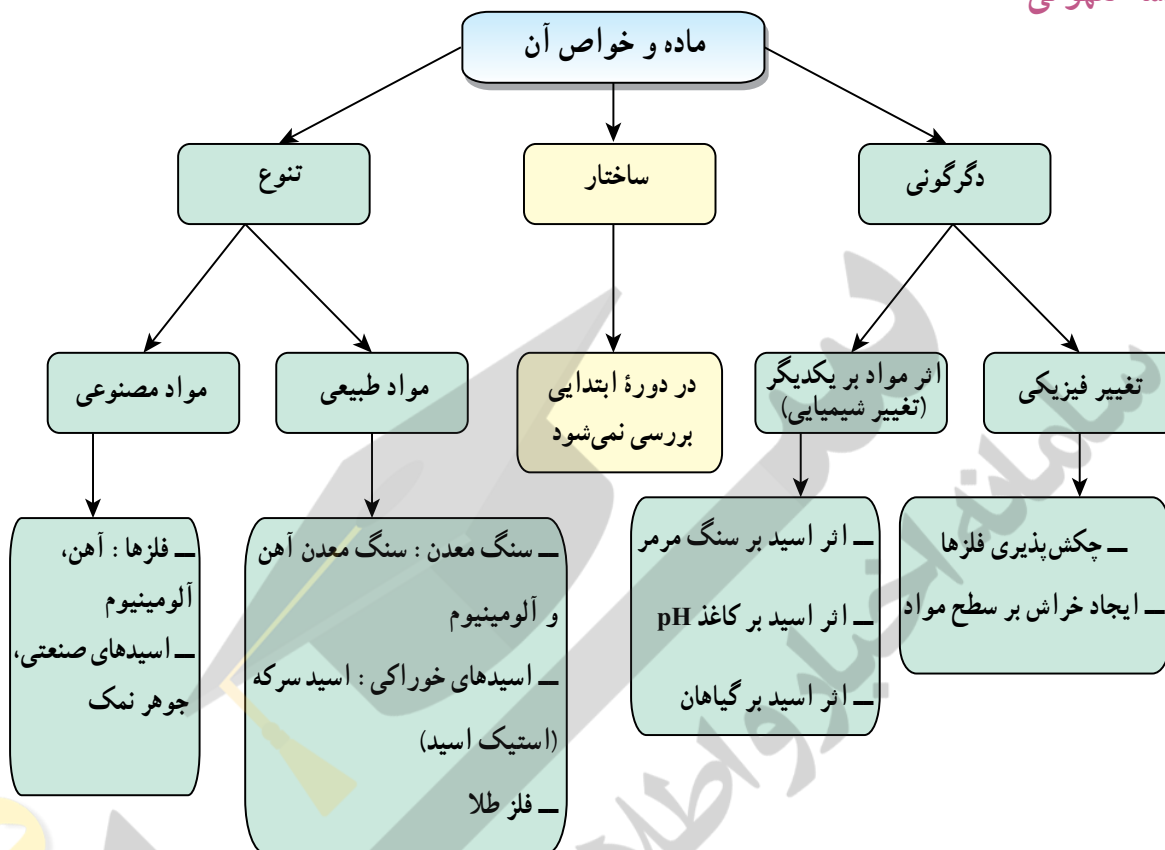 ماده و خواص آن
دگرگونی
ساختار
تنوع
تغییر فیزیکی
اثر مواد بر یکدیگر
(تغییر شیمیایی)
در دورۀ ابتدایی
بررسی نمی‌شود
مواد طبیعی
مواد مصنوعی
ــ چکش‌پذیری فلزها
ــ ایجاد خراش بر سطح مواد
ــ اثر اسید بر سنگ مرمر
ــ اثر اسید بر کاغذ pH
ــ اثر اسید بر گیاهان
ــ سنگ معدن : سنگ معدن آهن
و آلومینیوم
ــ اسیدهای خوراکی : اسید سرکه
(استیک اسید)
ــ فلز طلا
ــ فلزها : آهن،
آلومینیوم
ــ اسیدهای صنعتی،
جوهر نمک